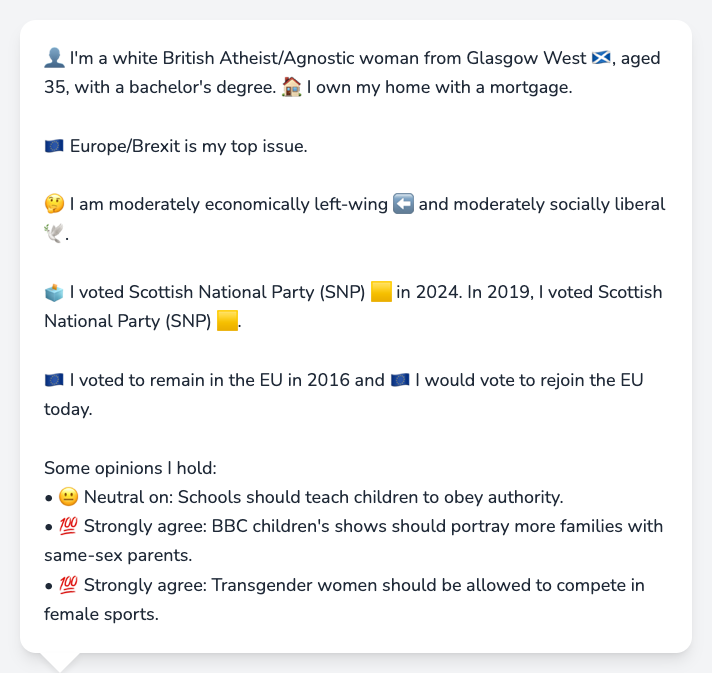 👤 I'm a white British Atheist/Agnostic woman from Glasgow West 🏴󠁧󠁢󠁳󠁣󠁴󠁿, aged
35, with a bachelor's degree. 🏠 I own my home with a mortgage.
🇪🇺 Europe/Brexit is my top issue.
🤔 I am moderately economically left-wing ⬅️ and moderately socially liberal
🕊️.
🗳️ I voted Scottish National Party (SNP) 🟨 in 2024. In 2019, I voted Scottish
National Party (SNP) 🟨.
🇪🇺 I voted to remain in the EU in 2016 and 🇪🇺 I would vote to rejoin the EU
today.
Some opinions I hold:
• 😐 Neutral on: Schools should teach children to obey authority.
• 💯 Strongly agree: BBC children's shows should portray more families with
same-sex parents.
• 💯 Strongly agree: Transgender women should be allowed to compete in
female sports.